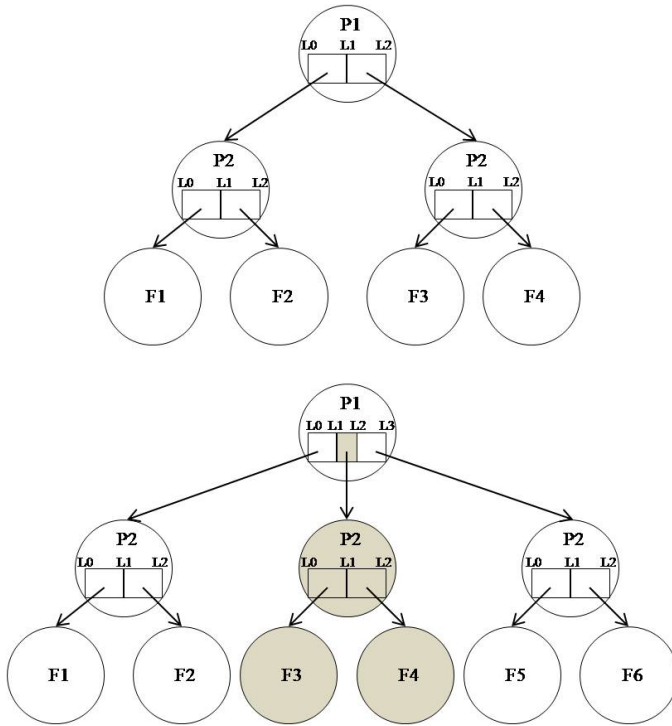 P1
L0 L1 L2
P2 P2
L0 L1 L2 L0 L1 L2
F1 F2 F3 F4
P1
L0 L1 L2 L3
P2 P2 P2
L0 L1 L2 L0 L1 L2 L0 L1 L2
F1 F2 F3 F4 F5 F6